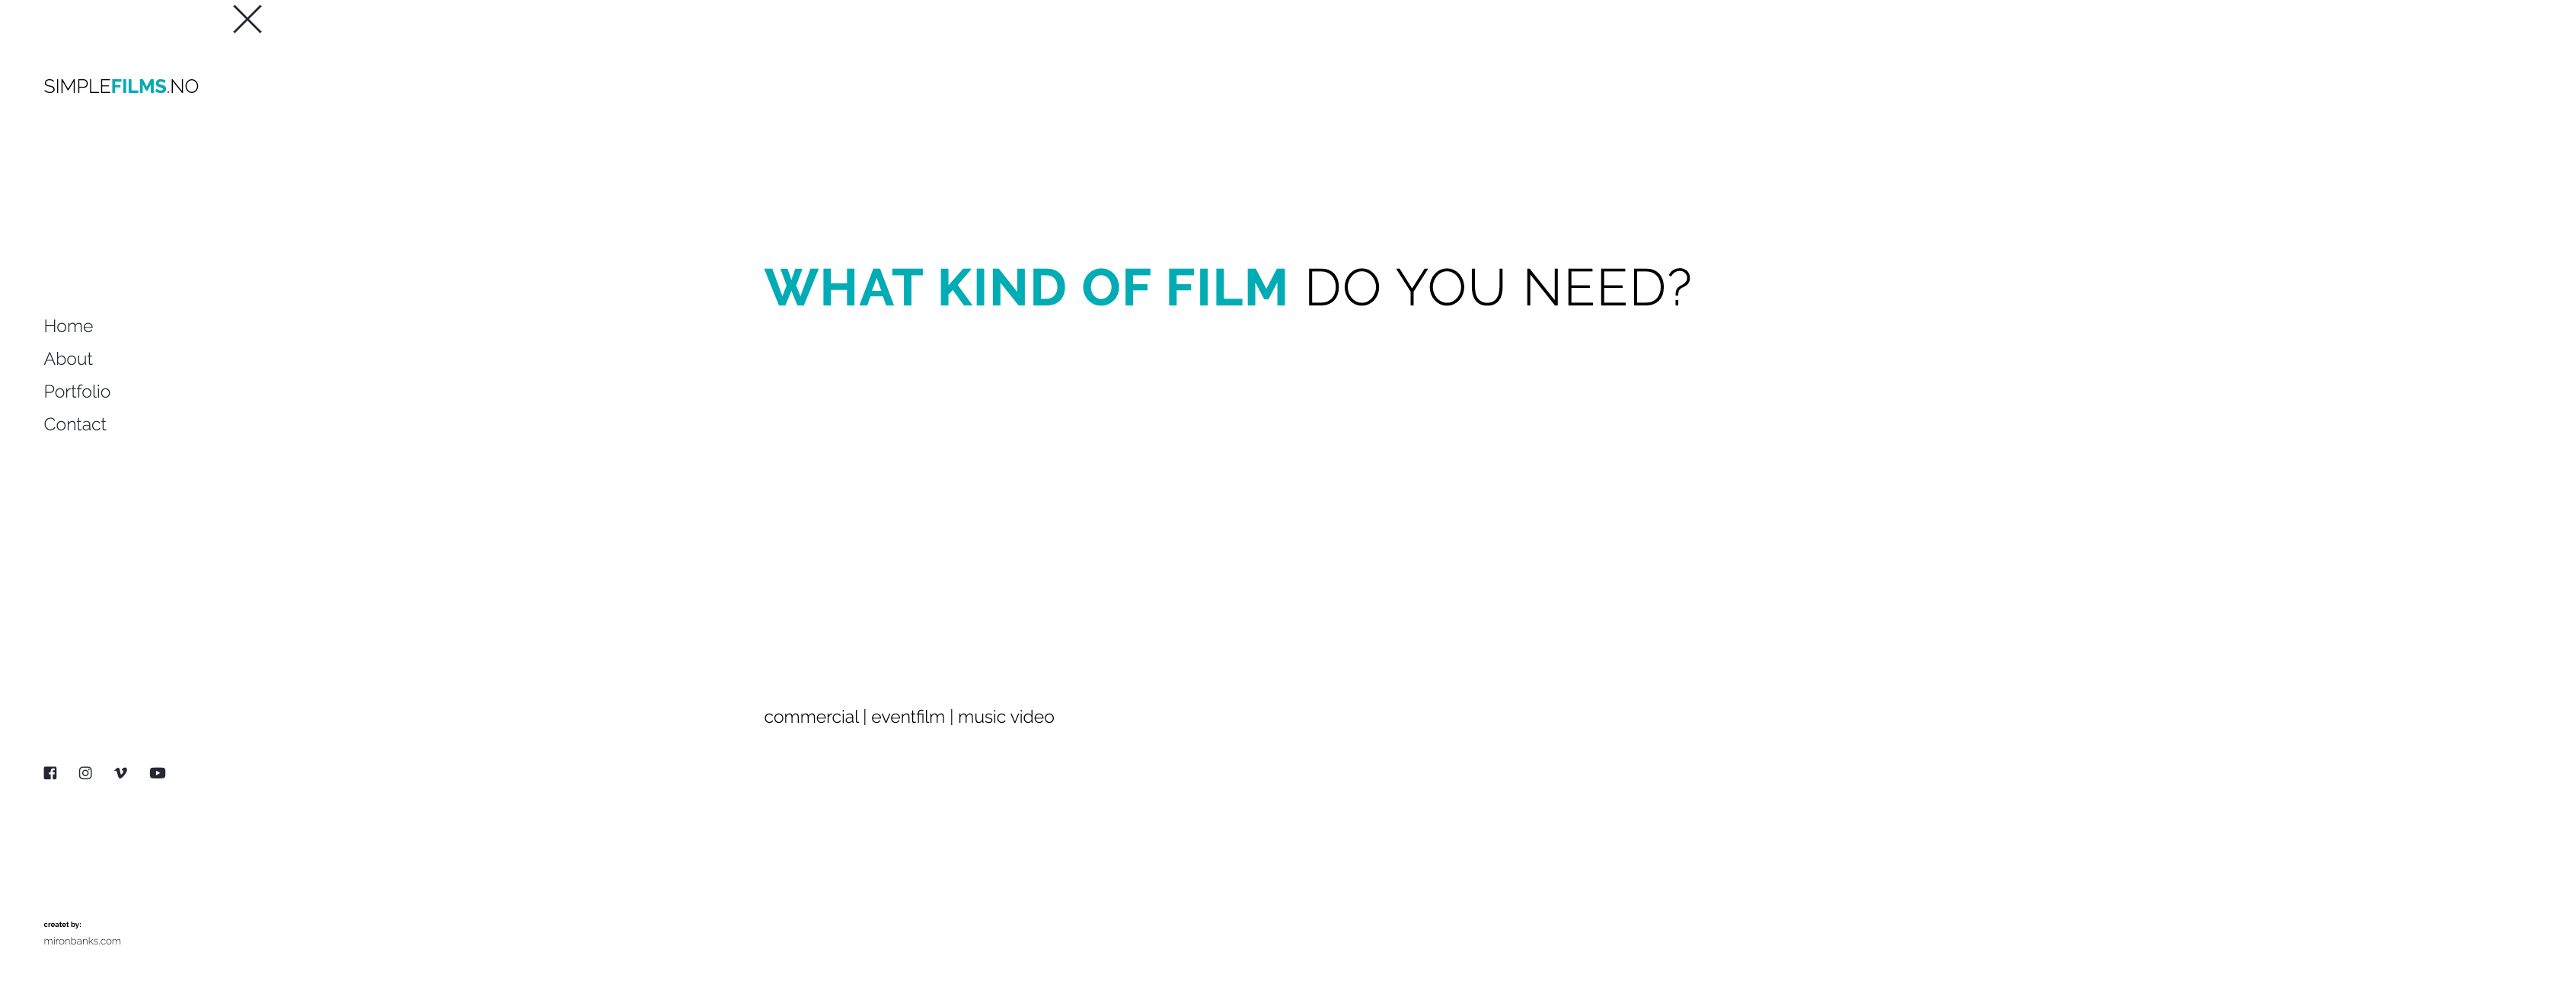 SIMPLEFILMS.NO
WHAT KIND OF FILM DO YOU NEED?
Home
About
Portfolio
Contact
commercial | eventfilm | music video
createt by:
mironbanks.com